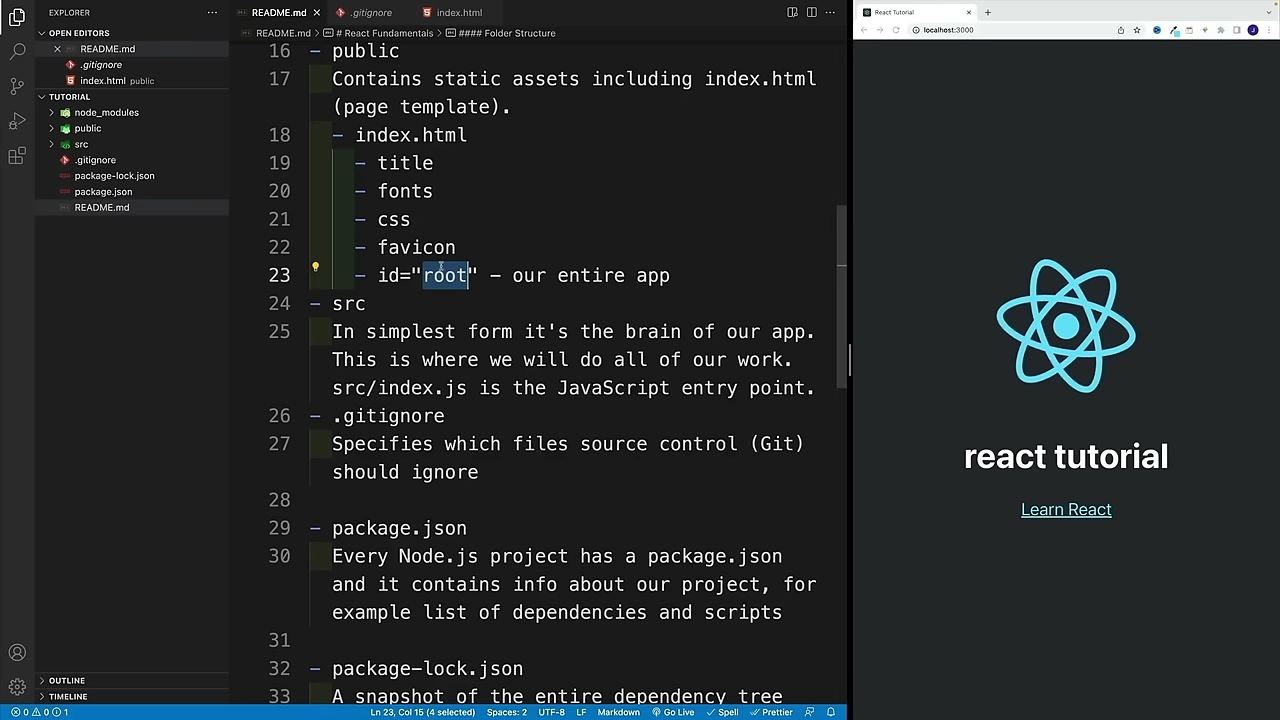 EXPLORER
OPEN EDITORS
README.md
.gitignore
index.html public
TUTORIAL
node_modules
public
src
.gitignore
package-lock.json
package.json
README.md
OUTLINE
TIMELINE
README.md
.gitignore
index.html
README.md > # React Fundamentals > #### Folder Structure
16 - public
17 Contains static assets including index.html
(page template).
18 - index.html
19 - title
20 - fonts
21 - css
22 - favicon
23 - id="root" - our entire app
24 - src
25 In simplest form it's the brain of our app.
This is where we will do all of our work.
src/index.js is the JavaScript entry point.
26 - .gitignore
27 Specifies which files source control (Git)
should ignore
28
29 - package.json
30 Every Node.js project has a package.json
and it contains info about our project, for
example list of dependencies and scripts
31
32 - package-lock.json
33 A snapshot of the entire dependency tree
0 0 1
Ln 23, Col 15 (4 selected)
Spaces: 2
UTF-8
LF
Markdown
Go Live
Spell
Prettier
React Tutorial
localhost:3000
J
react tutorial
Learn React